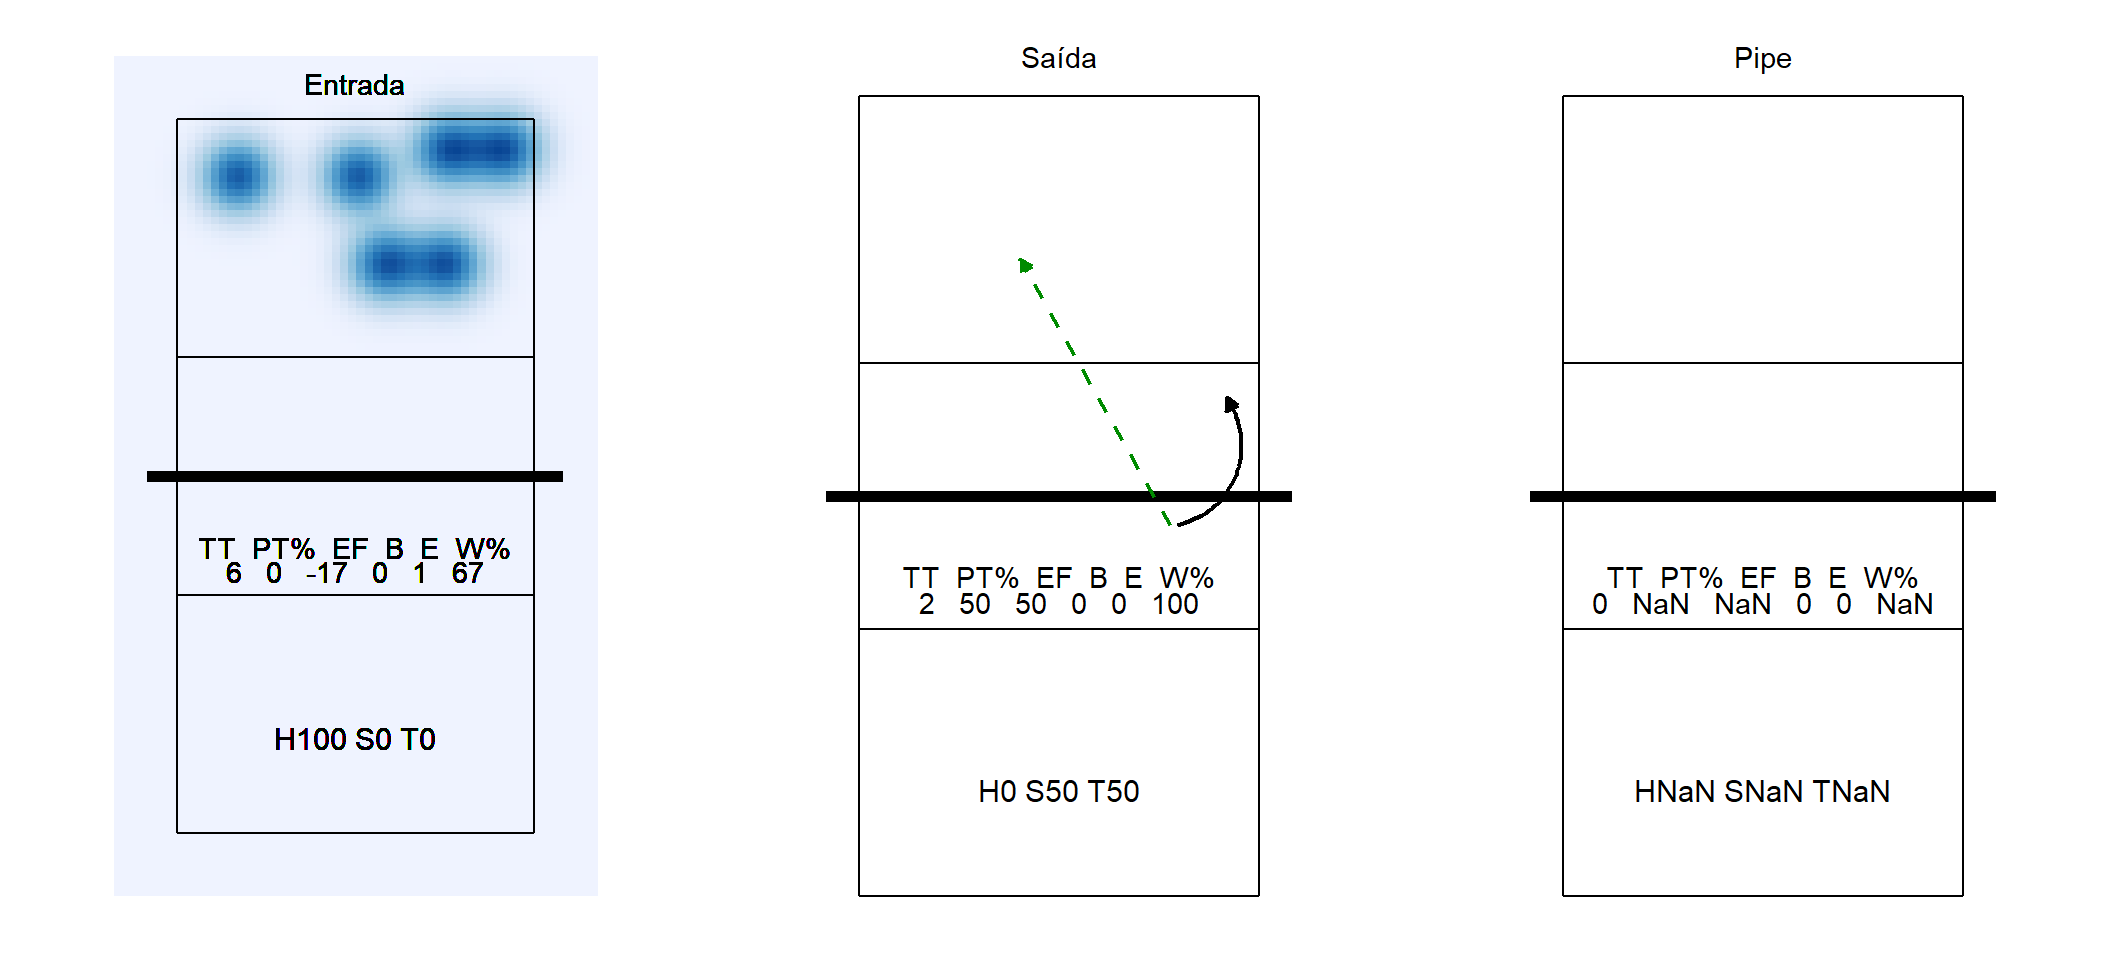 Entrada
TT PT% EF B E W%
6 0 -17 0 1 67
H100 S0 T0
Saída
TT PT% EF B E W%
2 50 50 0 0 100
H0 S50 T50
Pipe
TT PT% EF B E W%
0 NaN NaN 0 0 NaN
HNaN SNaN TNaN